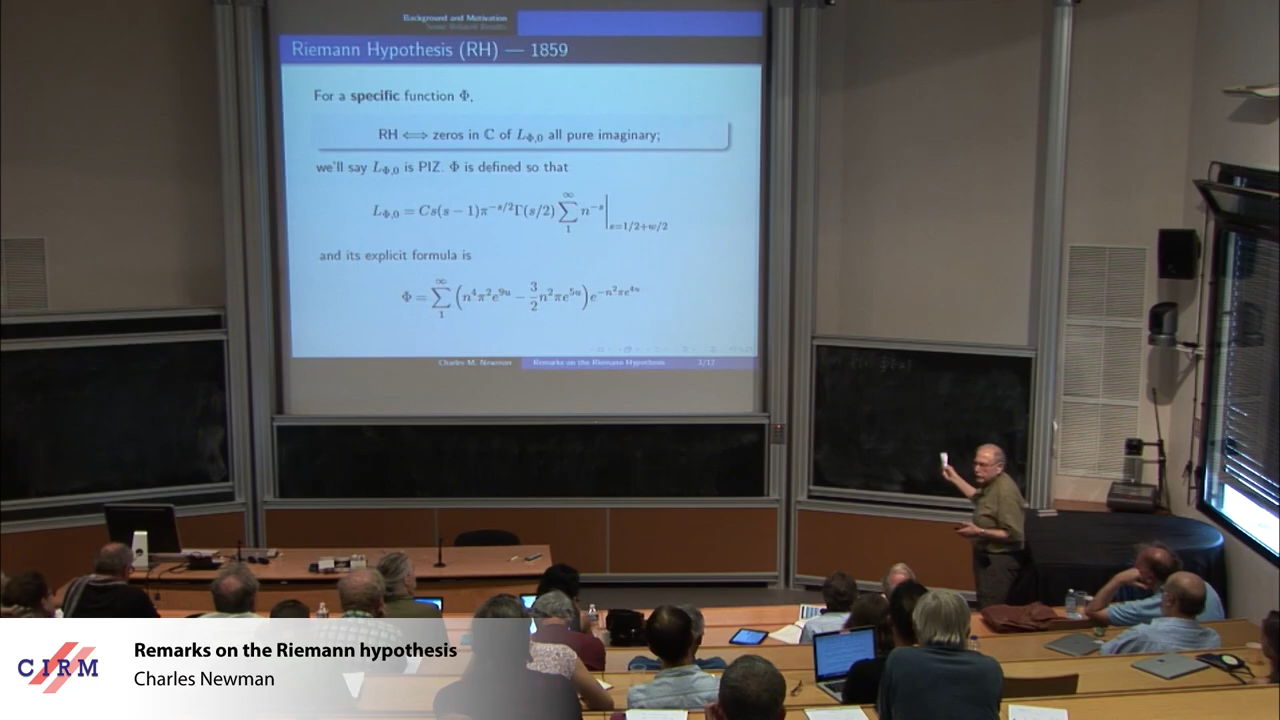 Background and Motivation
Riemann Hypothesis (RH) — 1859
For a specific function Φ,
RH ⟺ zeros in ℂ of L_{Φ,0} all pure imaginary;
we'll say L_{Φ,0} is PIZ. Φ is defined so that
L_{Φ,0} = Cs(s − 1)π^{−s/2}Γ(s/2) ∑_{1}^{∞} n^{−s}|_{s=1/2+w/2}
and its explicit formula is
Φ = ∑_{1}^{∞} (n^4π^2e^{9u} − 3/2 n^2πe^{5u})e^{−n^2πe^{4u}}
Charles M. Newman Remarks on the Riemann Hypothesis
CIRM
Remarks on the Riemann hypothesis
Charles Newman